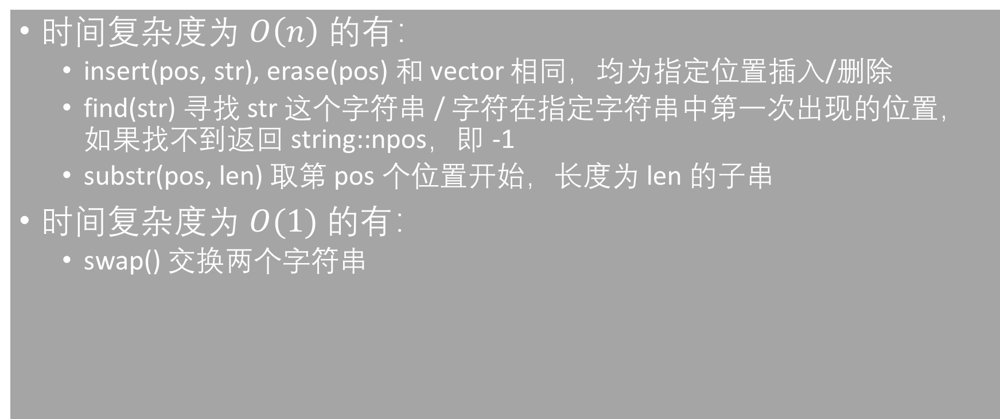 • 时间复杂度为 O(n) 的有：
• insert(pos, str), erase(pos) 和 vector 相同，均为指定位置插入/删除
• find(str) 寻找 str 这个字符串 / 字符在指定字符串中第一次出现的位置，
如果找不到返回 string::npos，即 -1
• substr(pos, len) 取第 pos 个位置开始，长度为 len 的子串
• 时间复杂度为 O(1) 的有：
• swap() 交换两个字符串